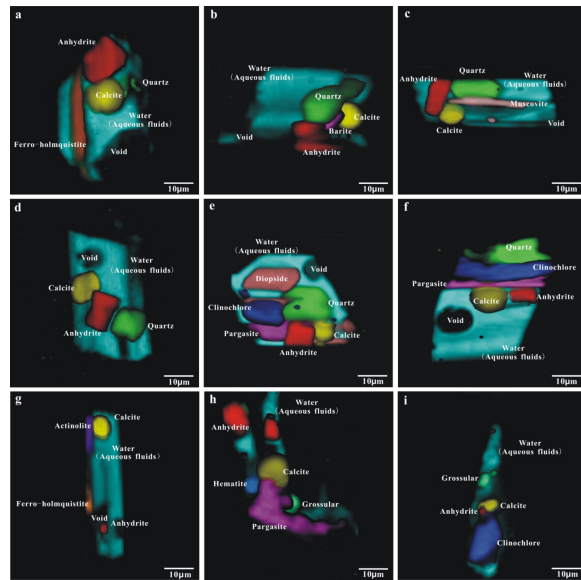 a
Anhydrite
Quartz
Calcite
Water
(Aqueous fluids)
Ferro-holmquistite
Void
10μm
b
Water
(Aqueous fluids)
Quartz
Calcite
Void
Barite
Anhydrite
10μm
c
Anhydrite
Quartz
Water
(Aqueous fluids)
Muscovite
Calcite
Void
10μm
d
Void
Water
(Aqueous fluids)
Calcite
Anhydrite
Quartz
10μm
e
Water
(Aqueous fluids)
Void
Diopside
Clinochlore
Quartz
Pargasite
Calcite
Anhydrite
10μm
f
Quartz
Clinochlore
Pargasite
Calcite
Anhydrite
Void
Water
(Aqueous fluids)
10μm
g
Actinolite
Calcite
Water
(Aqueous fluids)
Ferro-holmquistite
Void
Anhydrite
10μm
h
Water
(Aqueous fluids)
Anhydrite
Calcite
Hematite
Grossular
Pargasite
10μm
i
Water
(Aqueous fluids)
Grossular
Calcite
Anhydrite
Clinochlore
10μm